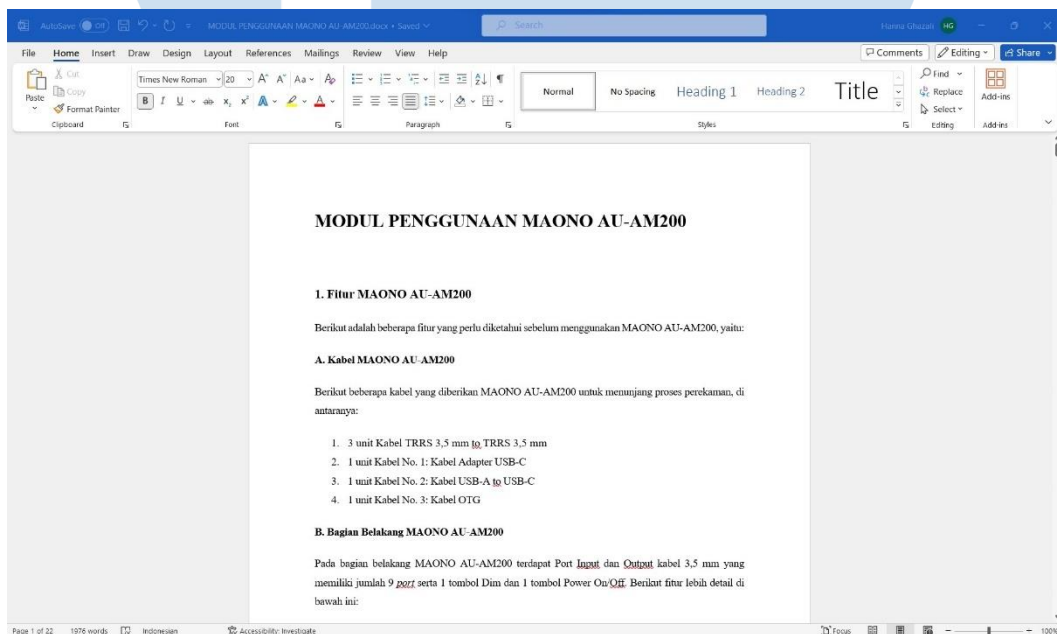 AutoSave Off MODUL PENGGUNAAN MAONO AU-AM200.docx • Saved Search Hanna Ghazali HG
File Home Insert Draw Design Layout References Mailings Review View Help Comments Editing Share
Paste
Cut
Copy
Format Painter
Clipboard
Times New Roman 20 A A Aa A
B I U ab x₂ x² A A
Font
Paragraph
Normal No Spacing Heading 1 Heading 2 Title
Styles
Find
Replace
Select
Editing
Add-ins
Add-ins
MODUL PENGGUNAAN MAONO AU-AM200
1. Fitur MAONO AU-AM200
Berikut adalah beberapa fitur yang perlu diketahui sebelum menggunakan MAONO AU-AM200, yaitu:
A. Kabel MAONO AU-AM200
Berikut beberapa kabel yang diberikan MAONO AU-AM200 untuk menunjang proses perekaman, di
antaranya:
1. 3 unit Kabel TRRS 3,5 mm to TRRS 3,5 mm
2. 1 unit Kabel No. 1: Kabel Adapter USB-C
3. 1 unit Kabel No. 2: Kabel USB-A to USB-C
4. 1 unit Kabel No. 3: Kabel OTG
B. Bagian Belakang MAONO AU-AM200
Pada bagian belakang MAONO AU-AM200 terdapat Port Input dan Output kabel 3,5 mm yang
memiliki jumlah 9 port serta 1 tombol Dim dan 1 tombol Power On/Off. Berikut fitur lebih detail di
bawah ini:
Page 1 of 22 1976 words Indonesian Accessibility: Investigate Focus 100%